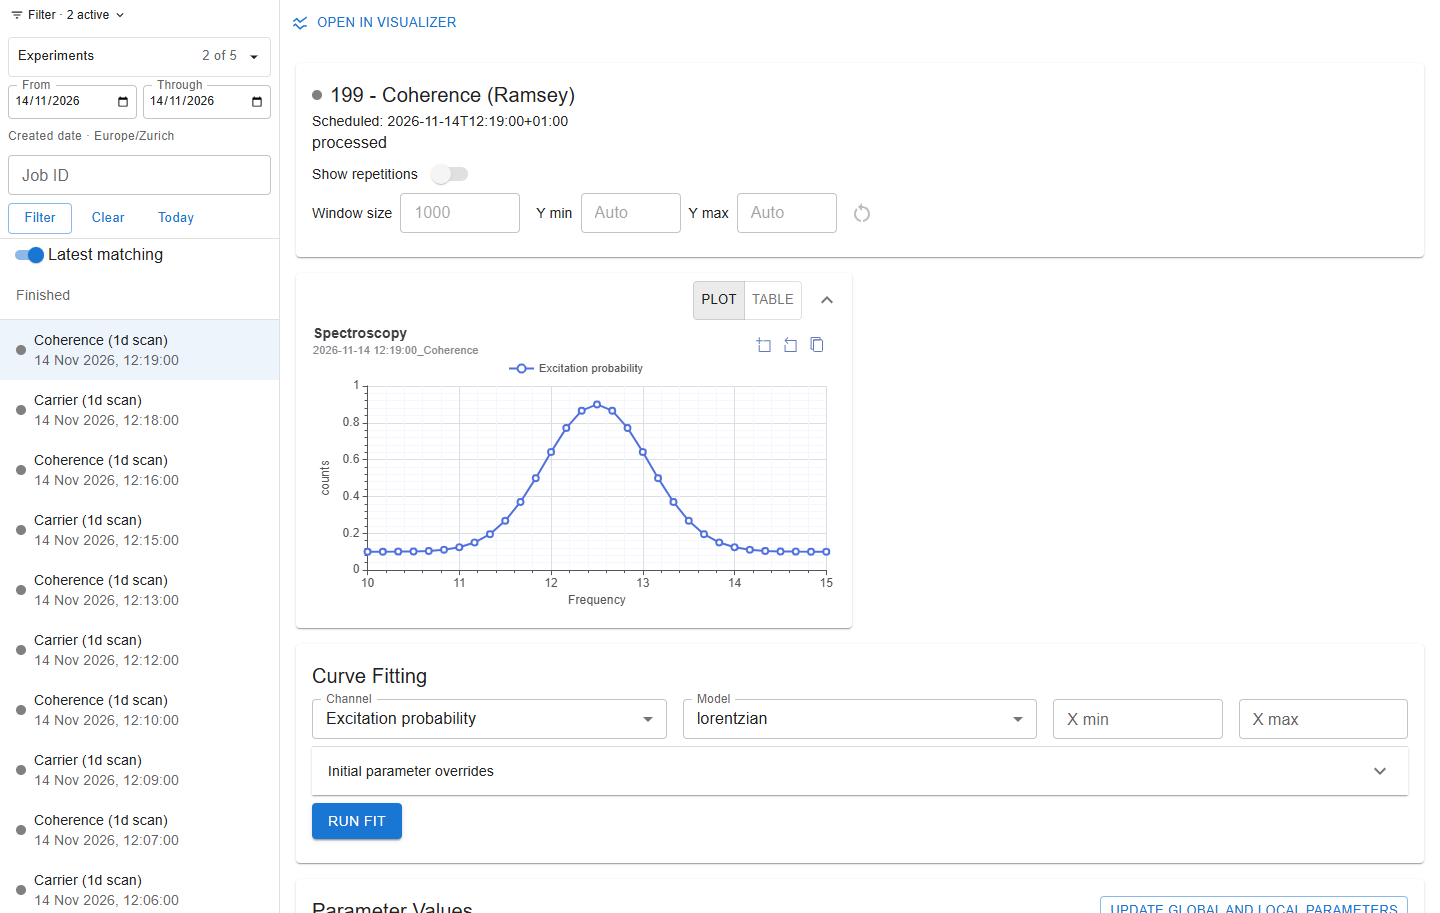 Filter · 2 active
Experiments 2 of 5
From Through
14/11/2026 14/11/2026
Created date · Europe/Zurich
Job ID
Filter Clear Today
Latest matching
Finished
Coherence (1d scan)
14 Nov 2026, 12:19:00
Carrier (1d scan)
14 Nov 2026, 12:18:00
Coherence (1d scan)
14 Nov 2026, 12:16:00
Carrier (1d scan)
14 Nov 2026, 12:15:00
Coherence (1d scan)
14 Nov 2026, 12:13:00
Carrier (1d scan)
14 Nov 2026, 12:12:00
Coherence (1d scan)
14 Nov 2026, 12:10:00
Carrier (1d scan)
14 Nov 2026, 12:09:00
Coherence (1d scan)
14 Nov 2026, 12:07:00
Carrier (1d scan)
14 Nov 2026, 12:06:00
OPEN IN VISUALIZER
199 - Coherence (Ramsey)
Scheduled: 2026-11-14T12:19:00+01:00
processed
Show repetitions
Window size 1000 Y min Auto Y max Auto
PLOT TABLE
Spectroscopy
2026-11-14 12:19:00_Coherence
Excitation probability
1
0.8
0.6
0.4
0.2
0
counts
10 11 12 13 14 15
Frequency
Curve Fitting
Channel Model
Excitation probability lorentzian X min X max
Initial parameter overrides
RUN FIT
Parameter Values UPDATE GLOBAL AND LOCAL PARAMETERS